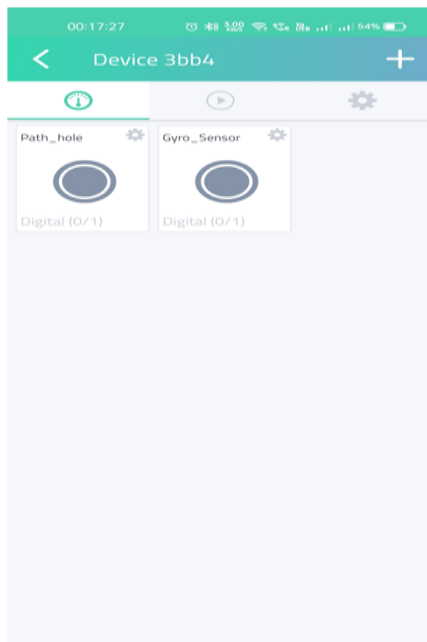 00:17:27 54%
Device 3bb4
Path_hole Gyro_Sensor
Digital (0/1) Digital (0/1)